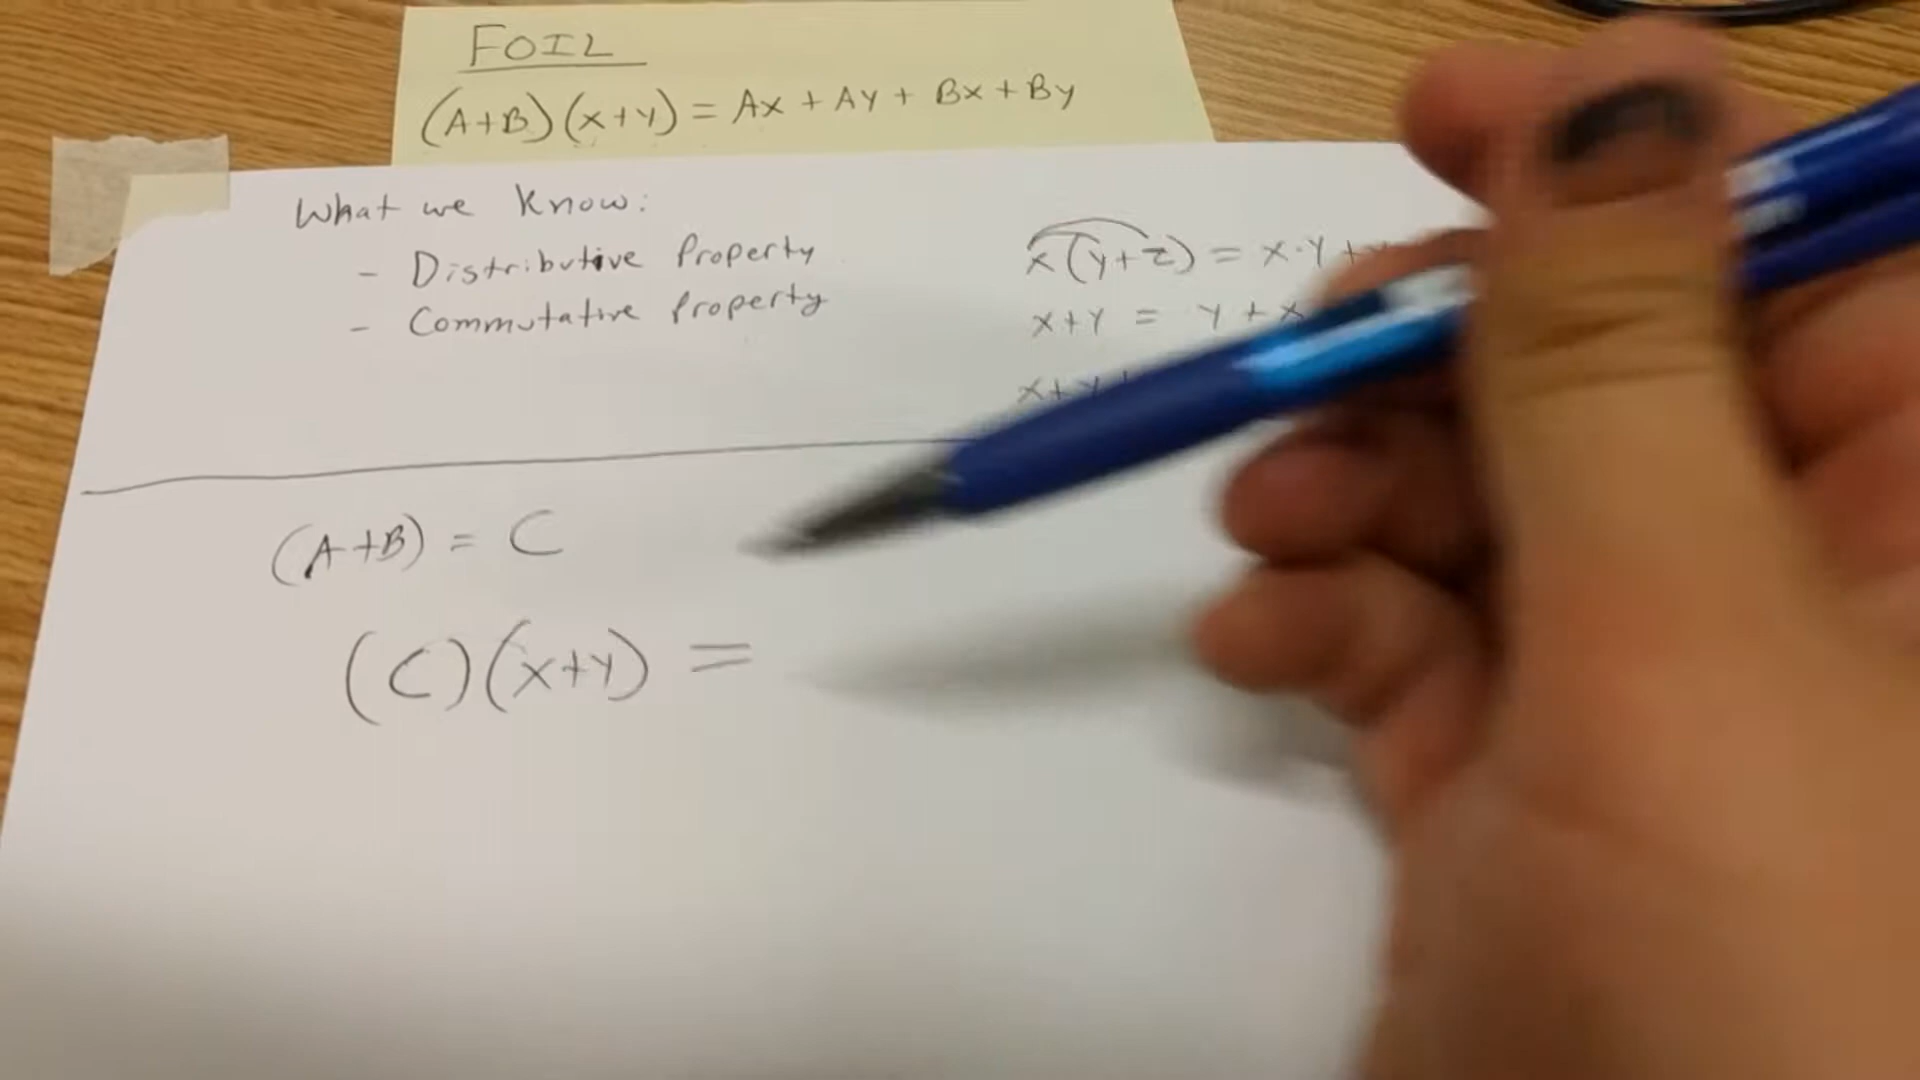 FOIL
(A+B)(x+y) = Ax + Ay + Bx + By
What we know:
- Distributive Property
- Commutative Property
x(y+z) = x·y +
x+y = y + x
x+y
(A+B) = C
(C)(x+y) =